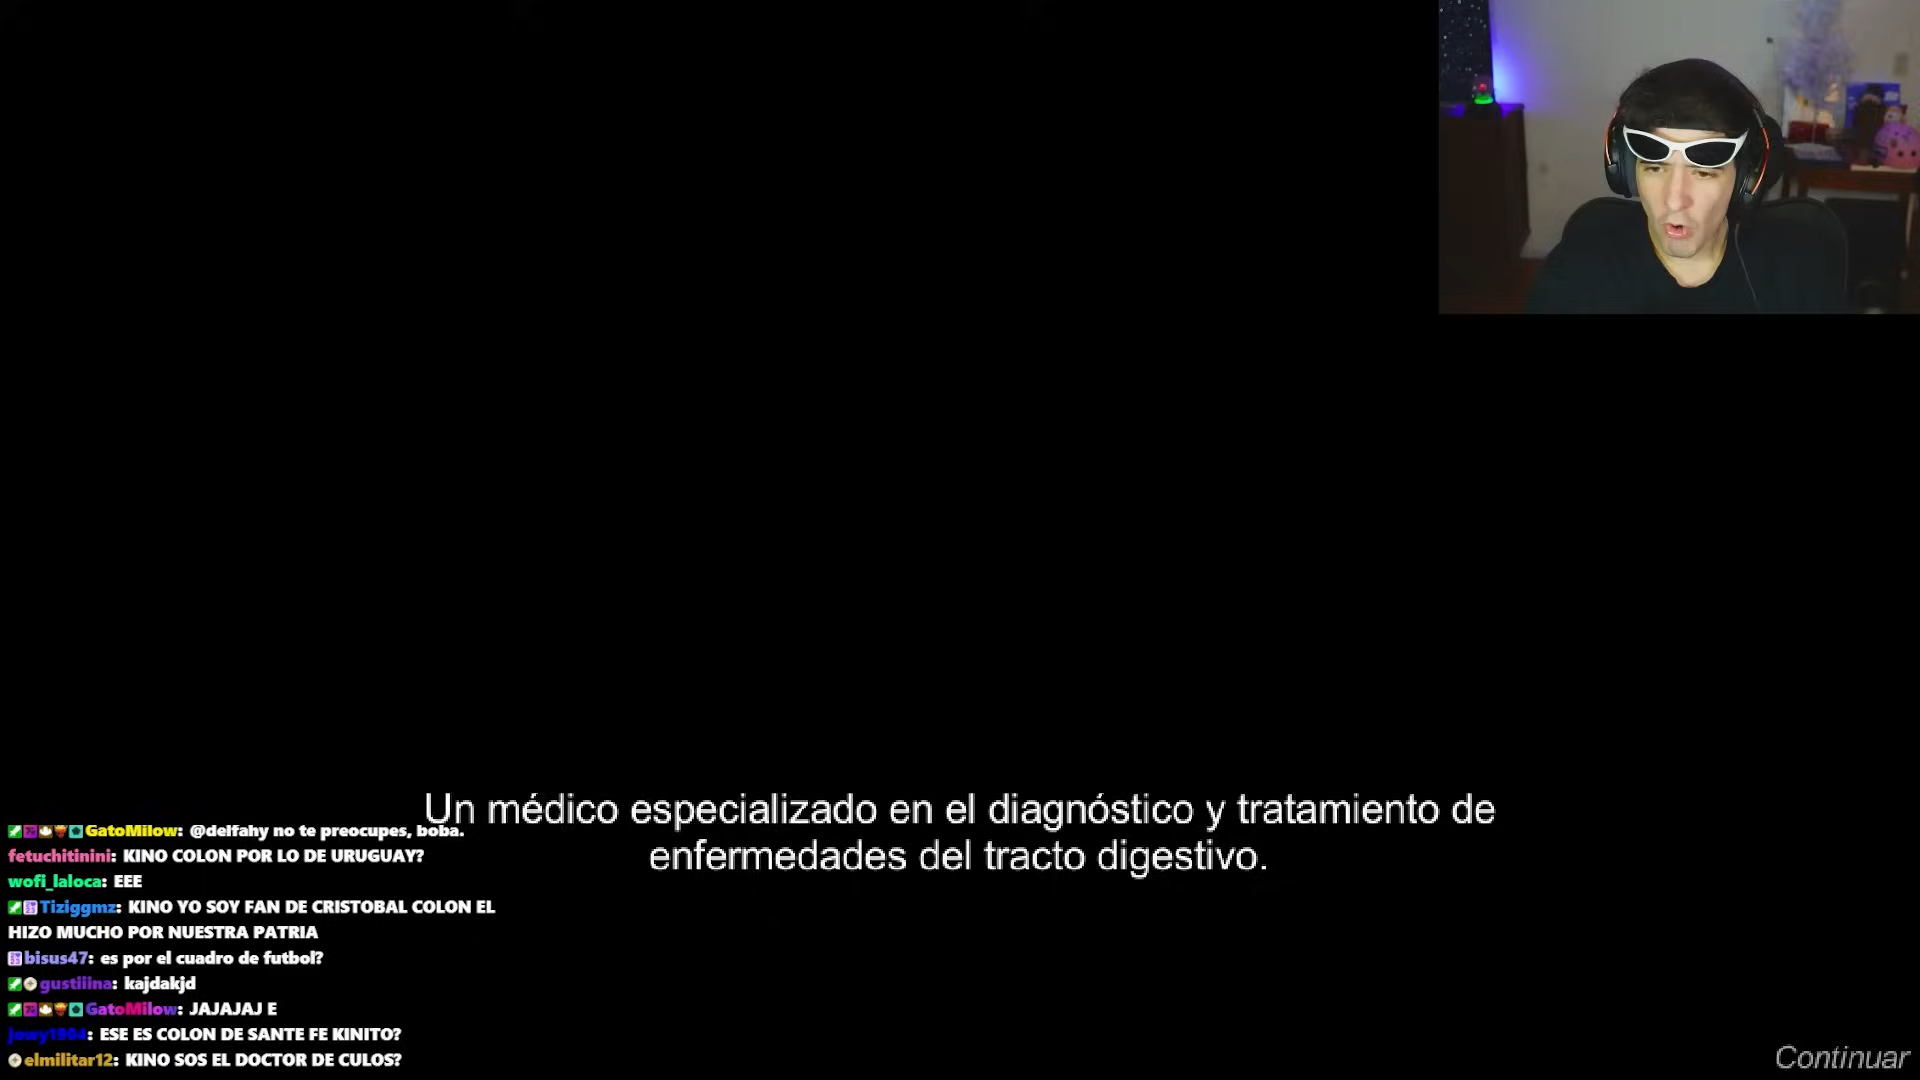 Un médico especializado en el diagnóstico y tratamiento de
enfermedades del tracto digestivo.
GatoMilow: @delfahy no te preocupes, boba.
fetuchitinini: KINO COLON POR LO DE URUGUAY?
wofi_laloca: EEE
Tiziggmz: KINO YO SOY FAN DE CRISTOBAL COLON EL
HIZO MUCHO POR NUESTRA PATRIA
bisus47: es por el cuadro de futbol?
gustilina: kajdakjd
GatoMilow: JAJAJAJ E
Jowy1904: ESE ES COLON DE SANTE FE KINITO?
elmilitar12: KINO SOS EL DOCTOR DE CULOS?
Continuar